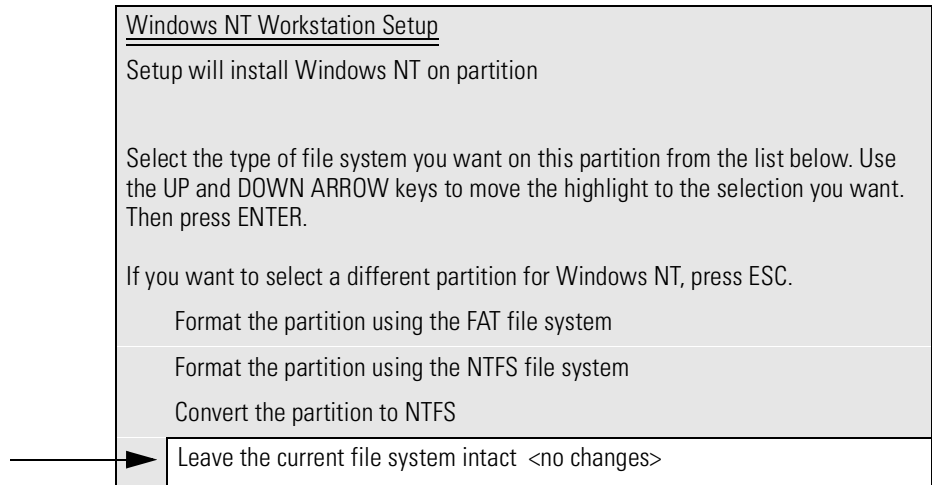 Windows NT Workstation Setup
Setup will install Windows NT on partition
Select the type of file system you want on this partition from the list below. Use
the UP and DOWN ARROW keys to move the highlight to the selection you want.
Then press ENTER.
If you want to select a different partition for Windows NT, press ESC.
Format the partition using the FAT file system
Format the partition using the NTFS file system
Convert the partition to NTFS
Leave the current file system intact <no changes>